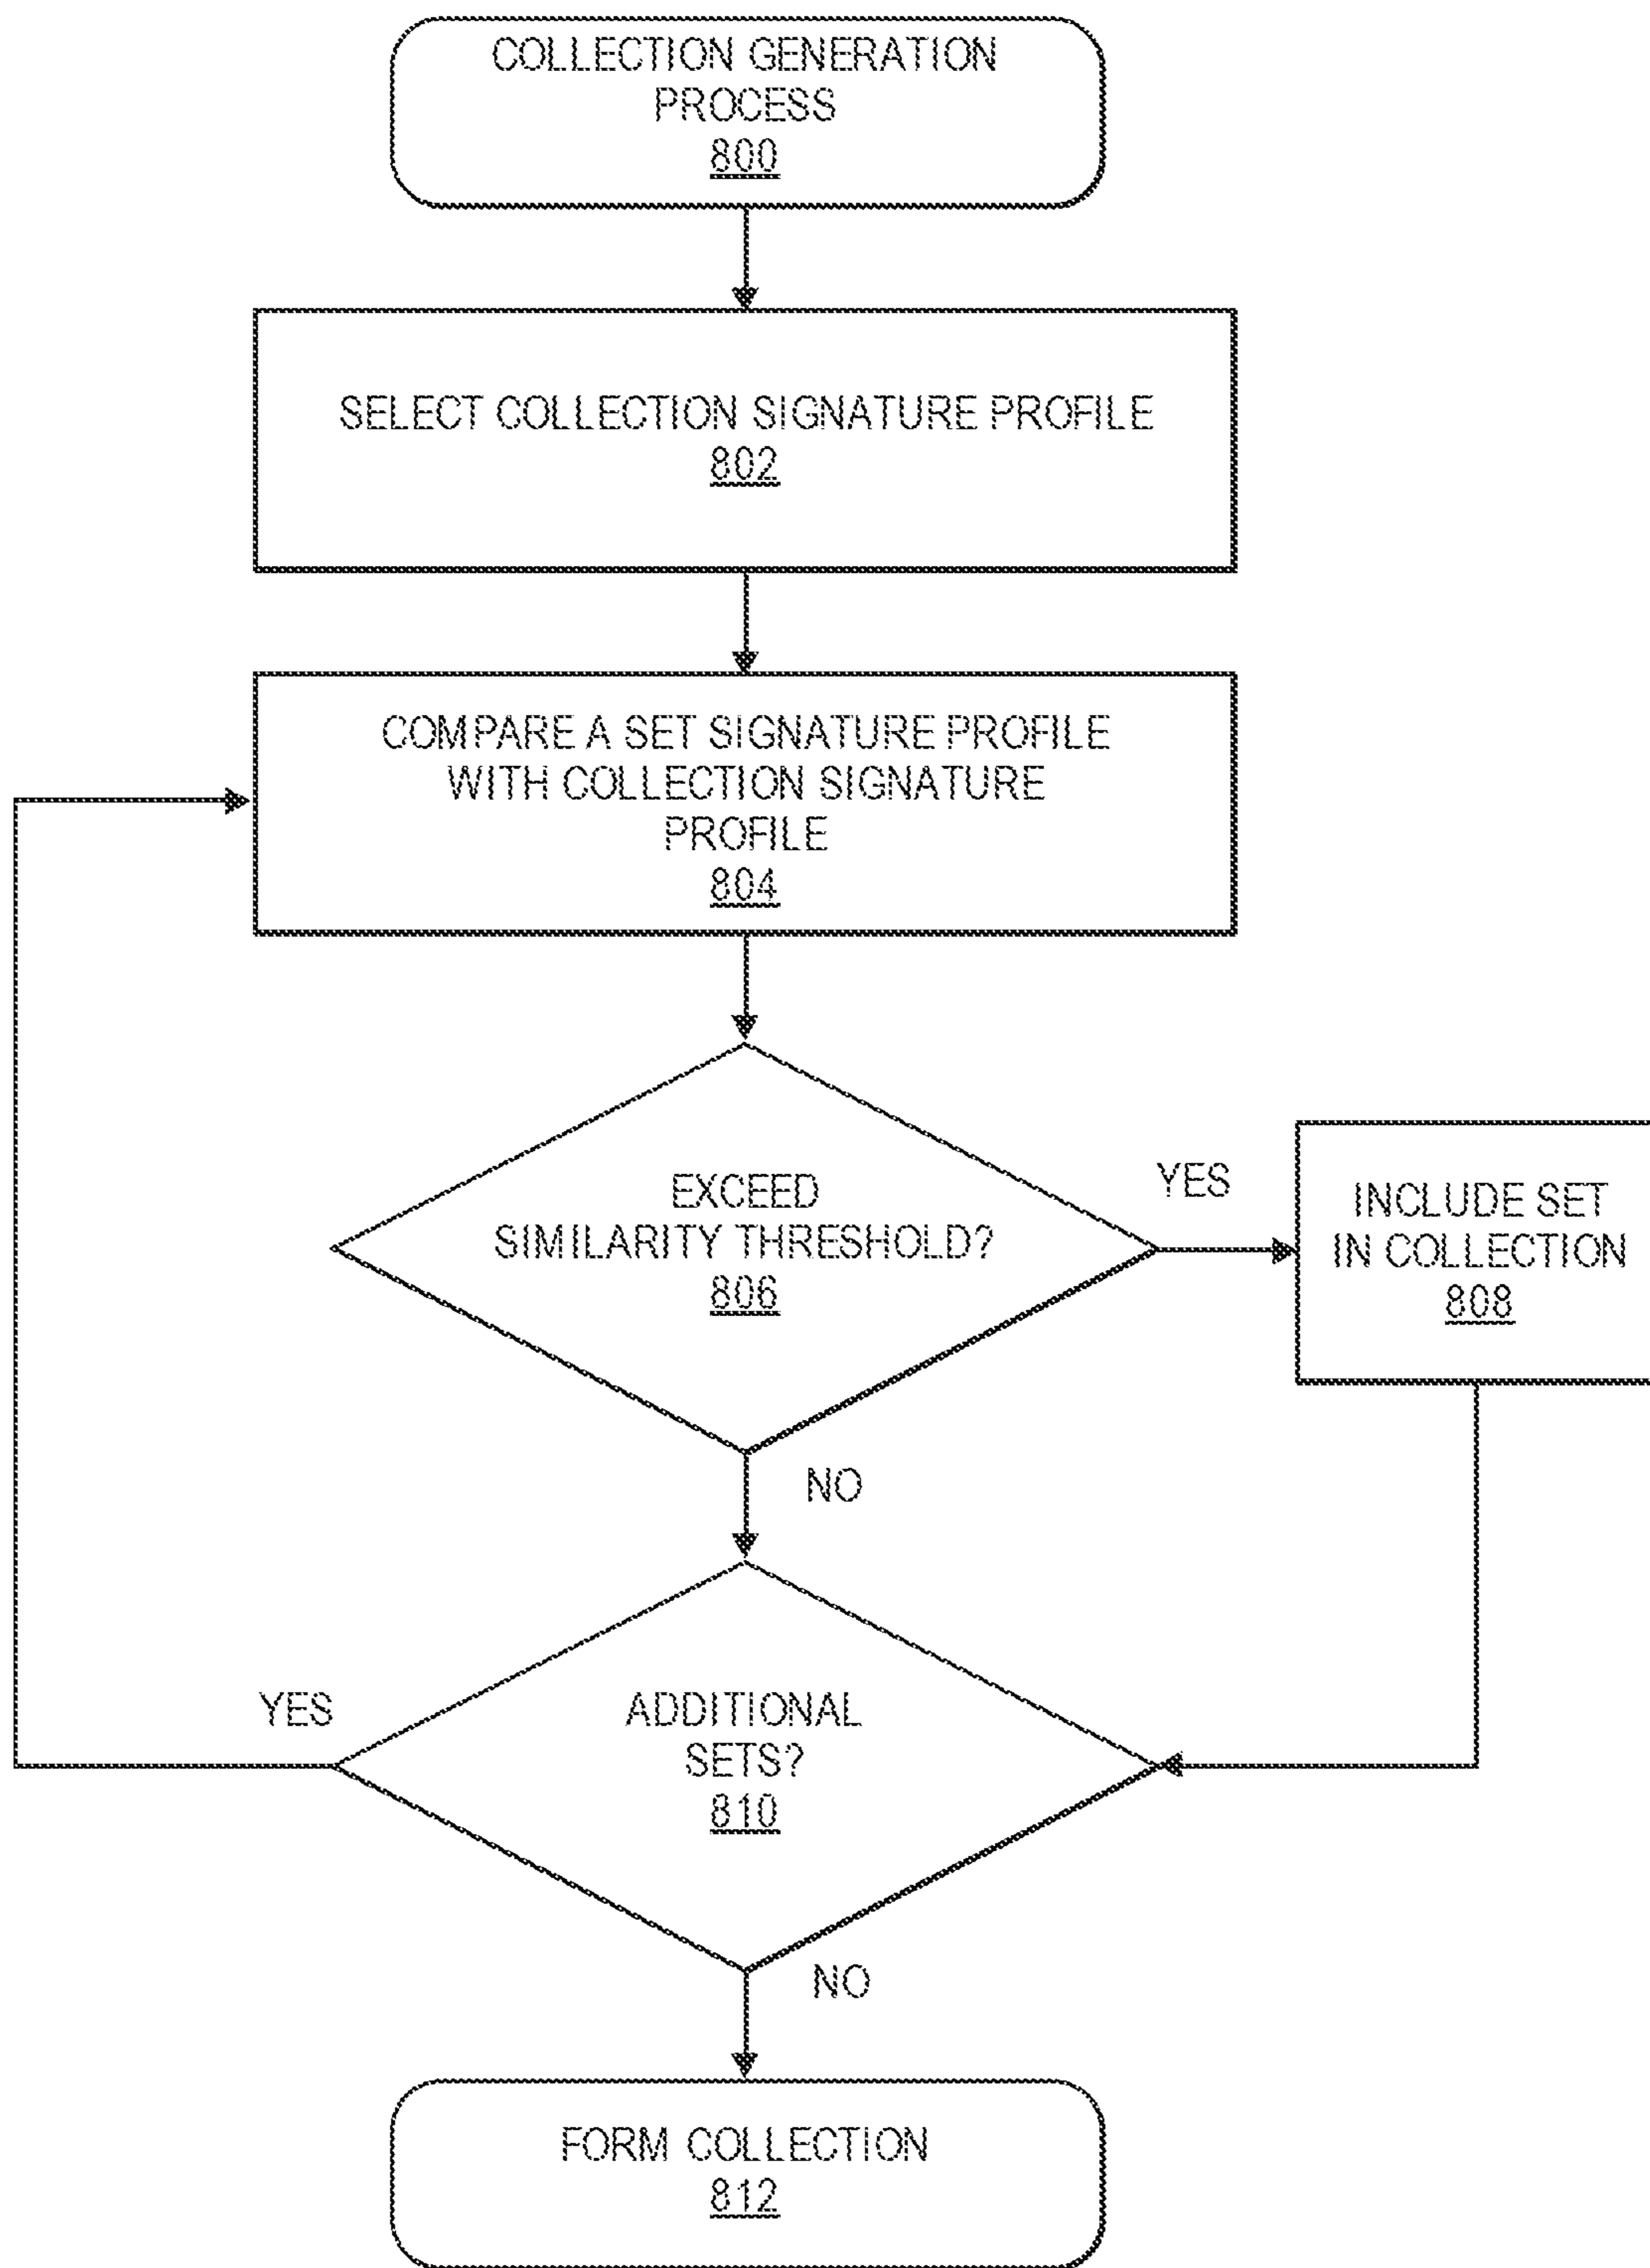 COLLECTION GENERATION
PROCESS
800
SELECT COLLECTION SIGNATURE PROFILE
802
COMPARE A SET SIGNATURE PROFILE
WITH COLLECTION SIGNATURE
PROFILE
804
EXCEED
SIMILARITY THRESHOLD?
806
YES
INCLUDE SET
IN COLLECTION
808
NO
ADDITIONAL
SETS?
810
YES
NO
FORM COLLECTION
812